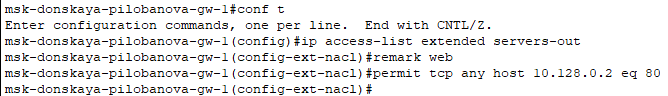 msk-donskaya-pilobanova-gw-1#conf t
Enter configuration commands, one per line.  End with CNTL/Z.
msk-donskaya-pilobanova-gw-1(config)#ip access-list extended servers-out
msk-donskaya-pilobanova-gw-1(config-ext-nacl)#remark web
msk-donskaya-pilobanova-gw-1(config-ext-nacl)#permit tcp any host 10.128.0.2 eq 80
msk-donskaya-pilobanova-gw-1(config-ext-nacl)#